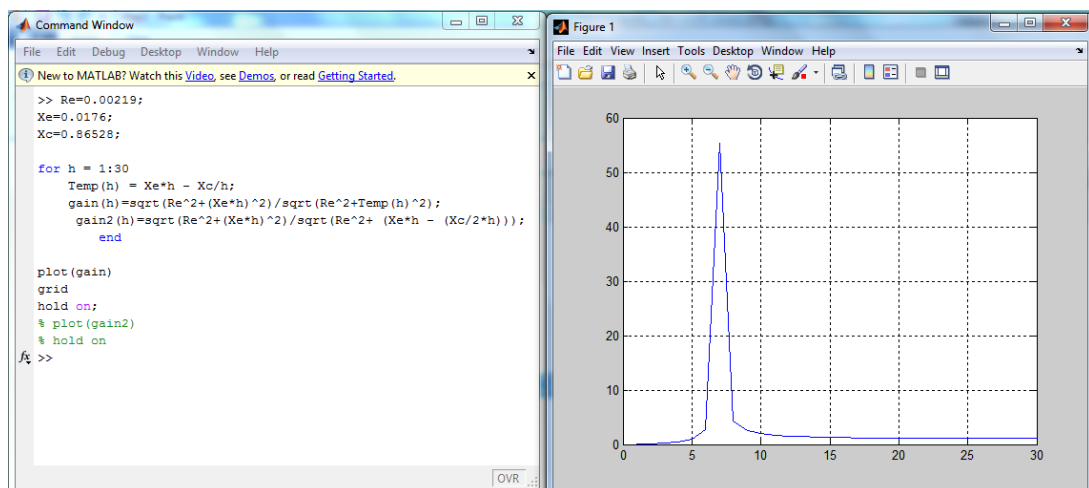 Command Window
File Edit Debug Desktop Window Help
New to MATLAB? Watch this Video, see Demos, or read Getting Started.
>> Re=0.00219;
Xe=0.0176;
Xc=0.86528;
for h = 1:30
Temp(h) = Xe*h - Xc/h;
gain(h)=sqrt(Re^2+(Xe*h)^2)/sqrt(Re^2+Temp(h)^2);
gain2(h)=sqrt(Re^2+(Xe*h)^2)/sqrt(Re^2+ (Xe*h - (Xc/2*h)));
end
plot(gain)
grid
hold on;
% plot(gain2)
% hold on
fx >>
OVR
Figure 1
File Edit View Insert Tools Desktop Window Help
60
50
40
30
20
10
0
0 5 10 15 20 25 30